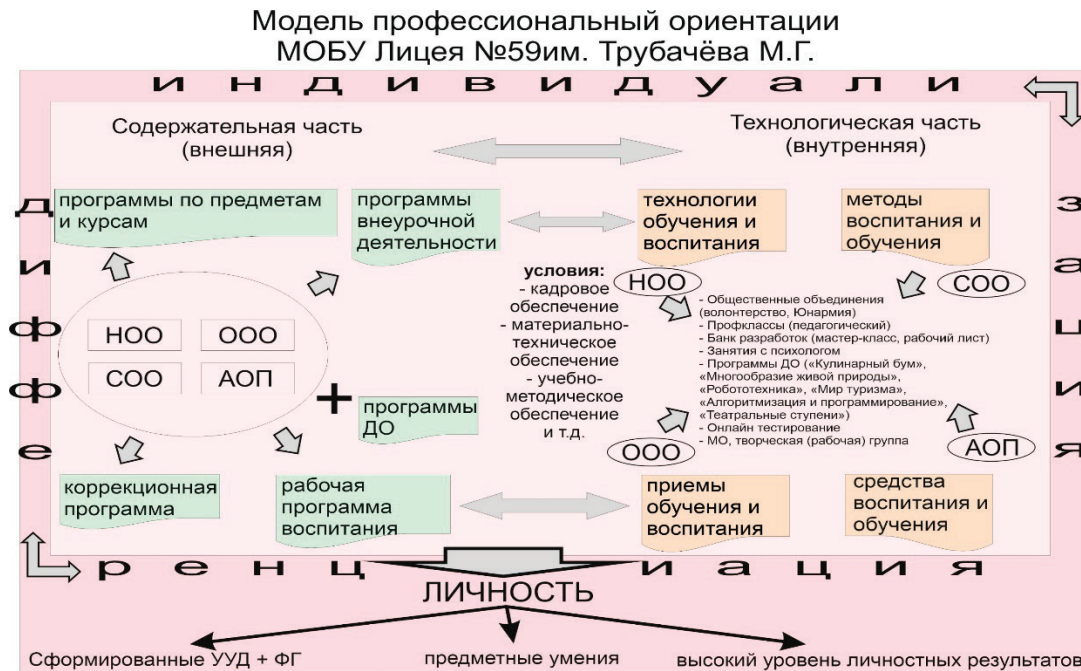 Модель профессиональный ориентации
МОБУ Лицея №59им. Трубачёва М.Г.
индивидуали
зация
Содержательная часть
(внешняя)
Технологическая часть
(внутренняя)
программы по предметам
и курсам
программы
внеурочной
деятельности
технологии
обучения и
воспитания
методы
воспитания и
обучения
НОО
ООО
СОО
АОП
+
программы
ДО
условия:
- кадровое
обеспечение
- материально-
техническое
обеспечение
- учебно-
методическое
обеспечение
и т.д.
НОО
СОО
- Общественные объединения
(волонтерство, Юнармия)
- Профклассы (педагогический)
- Банк разработок (мастер-класс, рабочий лист)
- Занятия с психологом
- Программы ДО («Кулинарный бум»,
«Многообразие живой природы»,
«Робототехника», «Мир туризма»,
«Алгоритмизация и программирование»,
«Театральные ступени»)
- Онлайн тестирование
- МО, творческая (рабочая) группа
ООО
АОП
коррекционная
программа
рабочая
программа
воспитания
приемы
обучения и
воспитания
средства
воспитания и
обучения
диффе
ренциация
ЛИЧНОСТЬ
Сформированные УУД + ФГ
предметные умения
высокий уровень личностных результатов